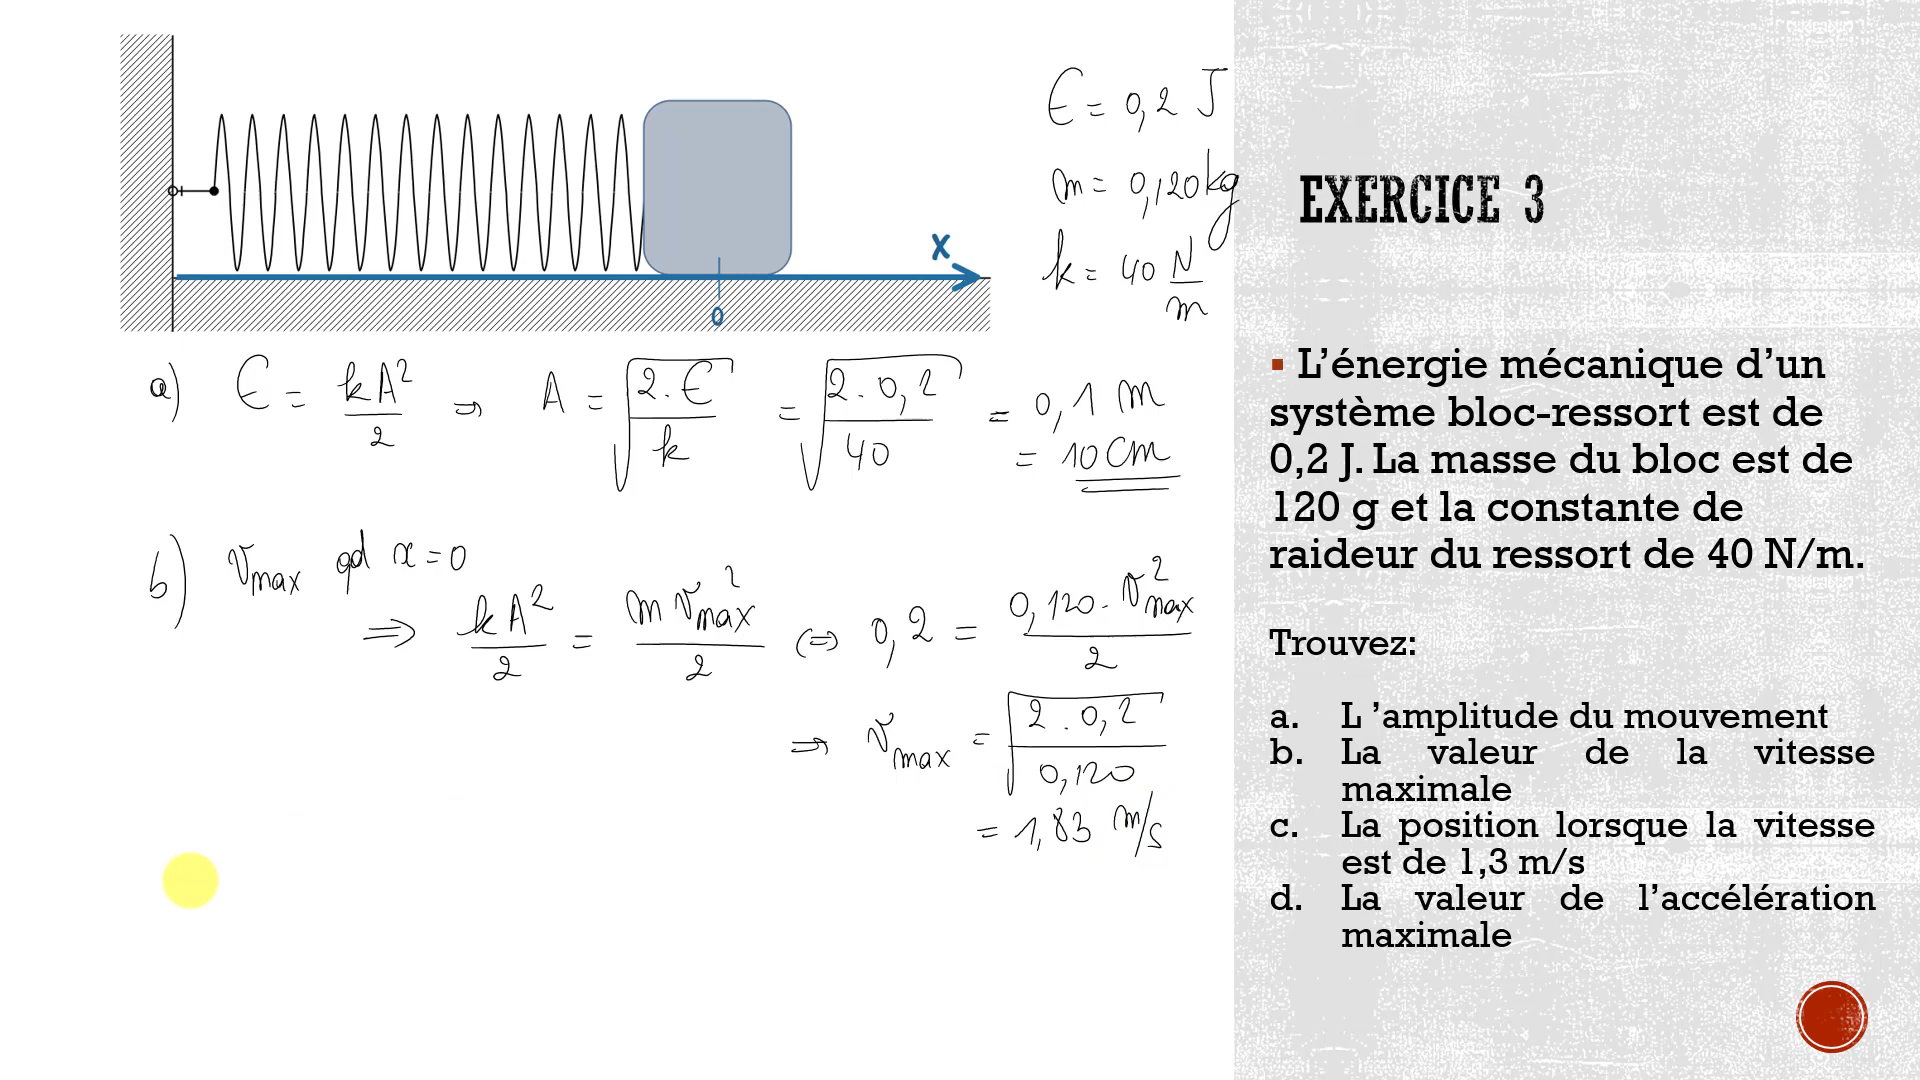 E = 0,2 J
m = 0,120 kg
k = 40 N/m
X
0
a) E = kA²/2 => A = √(2.E/k) = √(2.0,2/40) = 0,1 m
= 10 cm
b) vmax qd x = 0
=> kA²/2 = m vmax²/2 <=> 0,2 = 0,120. vmax²/2
=> vmax = √(2.0,2/0,120)
= 1,83 m/s
EXERCICE 3
▪ L’énergie mécanique d’un
système bloc-ressort est de
0,2 J. La masse du bloc est de
120 g et la constante de
raideur du ressort de 40 N/m.
Trouvez:
a. L ’amplitude du mouvement
b. La valeur de la vitesse
maximale
c. La position lorsque la vitesse
est de 1,3 m/s
d. La valeur de l’accélération
maximale